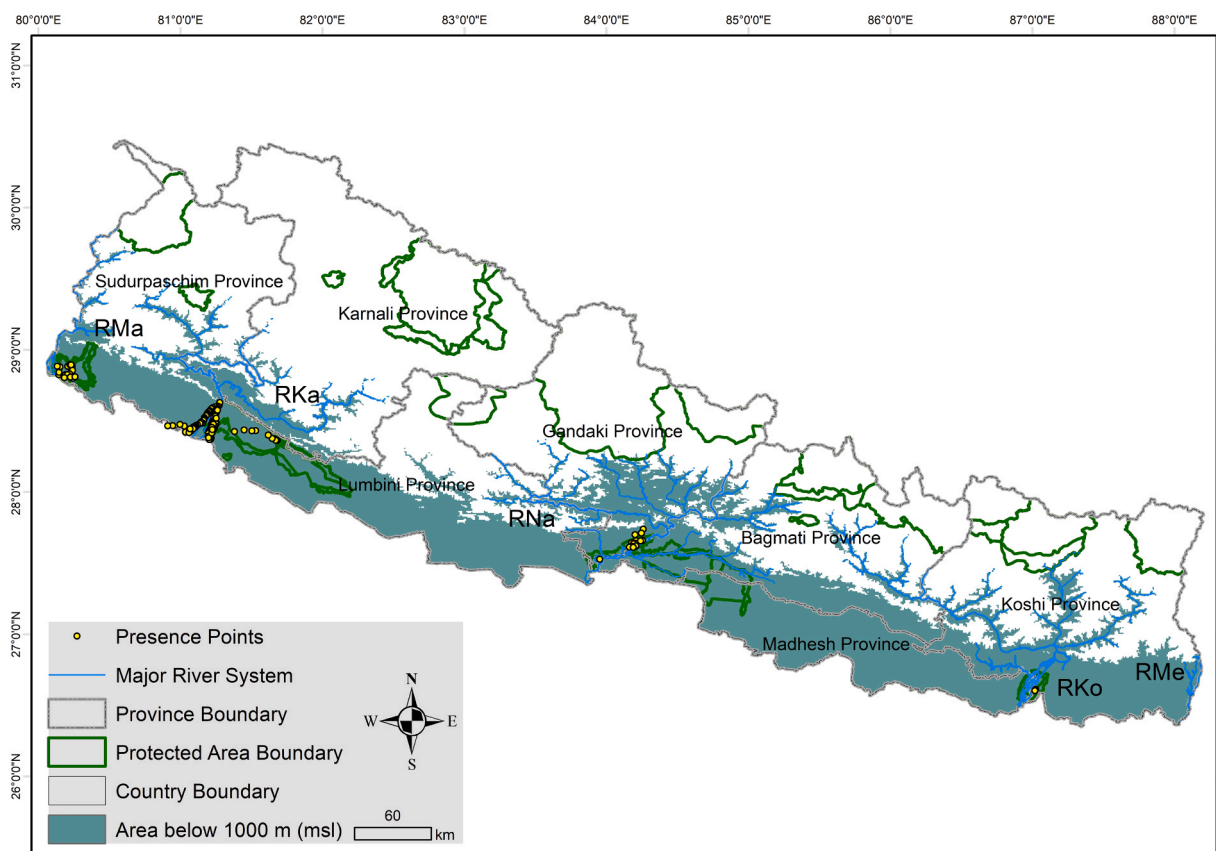 80°0'0"E 81°0'0"E 82°0'0"E 83°0'0"E 84°0'0"E 85°0'0"E 86°0'0"E 87°0'0"E 88°0'0"E
31°0'0"N
30°0'0"N
29°0'0"N
28°0'0"N
27°0'0"N
26°0'0"N
Sudurpaschim Province
Karnali Province
RMa
RKa
Gandaki Province
Lumbini Province
RNa
Bagmati Province
Koshi Province
Madhesh Province
RMe
RKo
Presence Points
Major River System
Province Boundary
Protected Area Boundary
Country Boundary
Area below 1000 m (msl)
N
W E
S
60
km